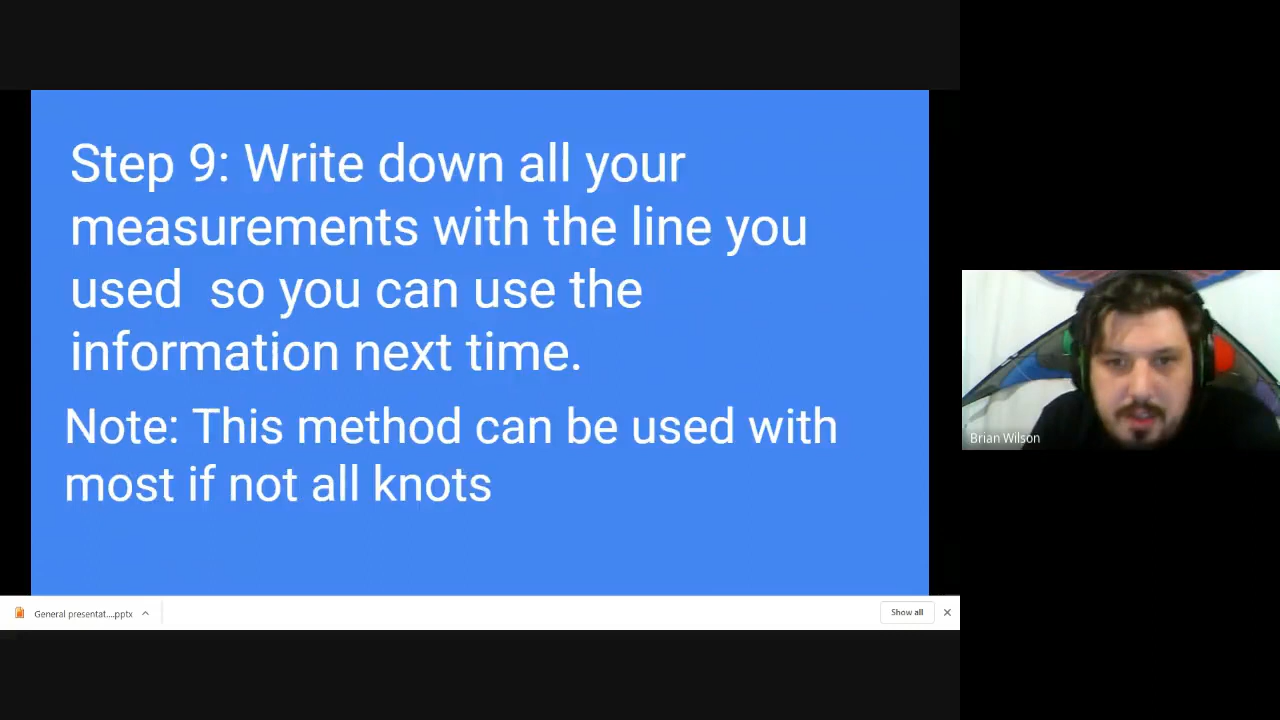 Step 9: Write down all your
measurements with the line you
used  so you can use the
information next time.
Note: This method can be used with
most if not all knots
Brian Wilson
General presentat....pptx
Show all